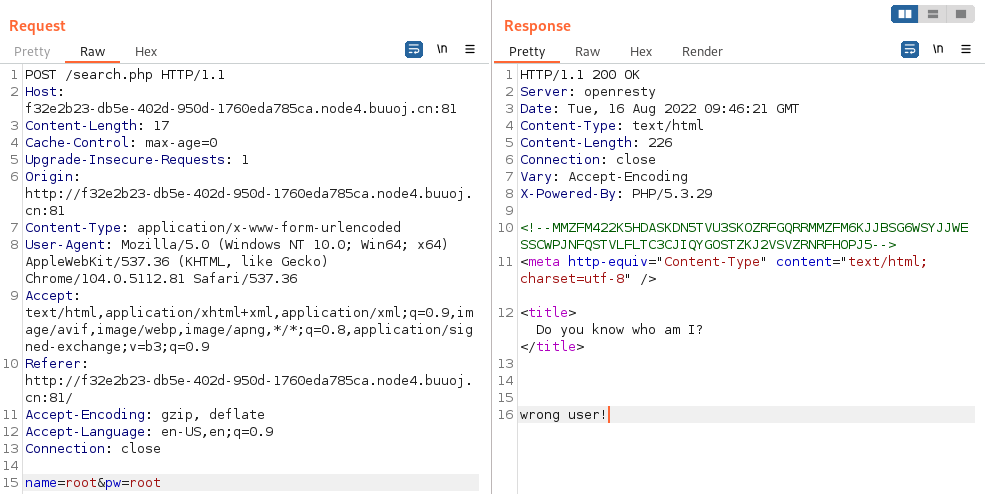 Request
Pretty Raw Hex \n
1 POST /search.php HTTP/1.1
2 Host:
f32e2b23-db5e-402d-950d-1760eda785ca.node4.buuoj.cn:81
3 Content-Length: 17
4 Cache-Control: max-age=0
5 Upgrade-Insecure-Requests: 1
6 Origin:
http://f32e2b23-db5e-402d-950d-1760eda785ca.node4.buuoj.
cn:81
7 Content-Type: application/x-www-form-urlencoded
8 User-Agent: Mozilla/5.0 (Windows NT 10.0; Win64; x64)
AppleWebKit/537.36 (KHTML, like Gecko)
Chrome/104.0.5112.81 Safari/537.36
9 Accept:
text/html,application/xhtml+xml,application/xml;q=0.9,im
age/avif,image/webp,image/apng,*/*;q=0.8,application/sig
ned-exchange;v=b3;q=0.9
10 Referer:
http://f32e2b23-db5e-402d-950d-1760eda785ca.node4.buuoj.
cn:81/
11 Accept-Encoding: gzip, deflate
12 Accept-Language: en-US,en;q=0.9
13 Connection: close
14
15 name=root&pw=root
Response
Pretty Raw Hex Render \n
1 HTTP/1.1 200 OK
2 Server: openresty
3 Date: Tue, 16 Aug 2022 09:46:21 GMT
4 Content-Type: text/html
5 Content-Length: 226
6 Connection: close
7 Vary: Accept-Encoding
8 X-Powered-By: PHP/5.3.29
9
10 <!--MMZFM422K5HDASKDN5TVU3SKOZRFGQRRMMZFM6KJJBSG6WSYJJWE
SSCWPJNFQSTVLFLTC3CJIQYGOSTZKJ2VSVZRNRFHOPJ5-->
11 <meta http-equiv="Content-Type" content="text/html;
charset=utf-8" />
12 <title>
Do you know who am I?
</title>
13
14
15
16 wrong user!